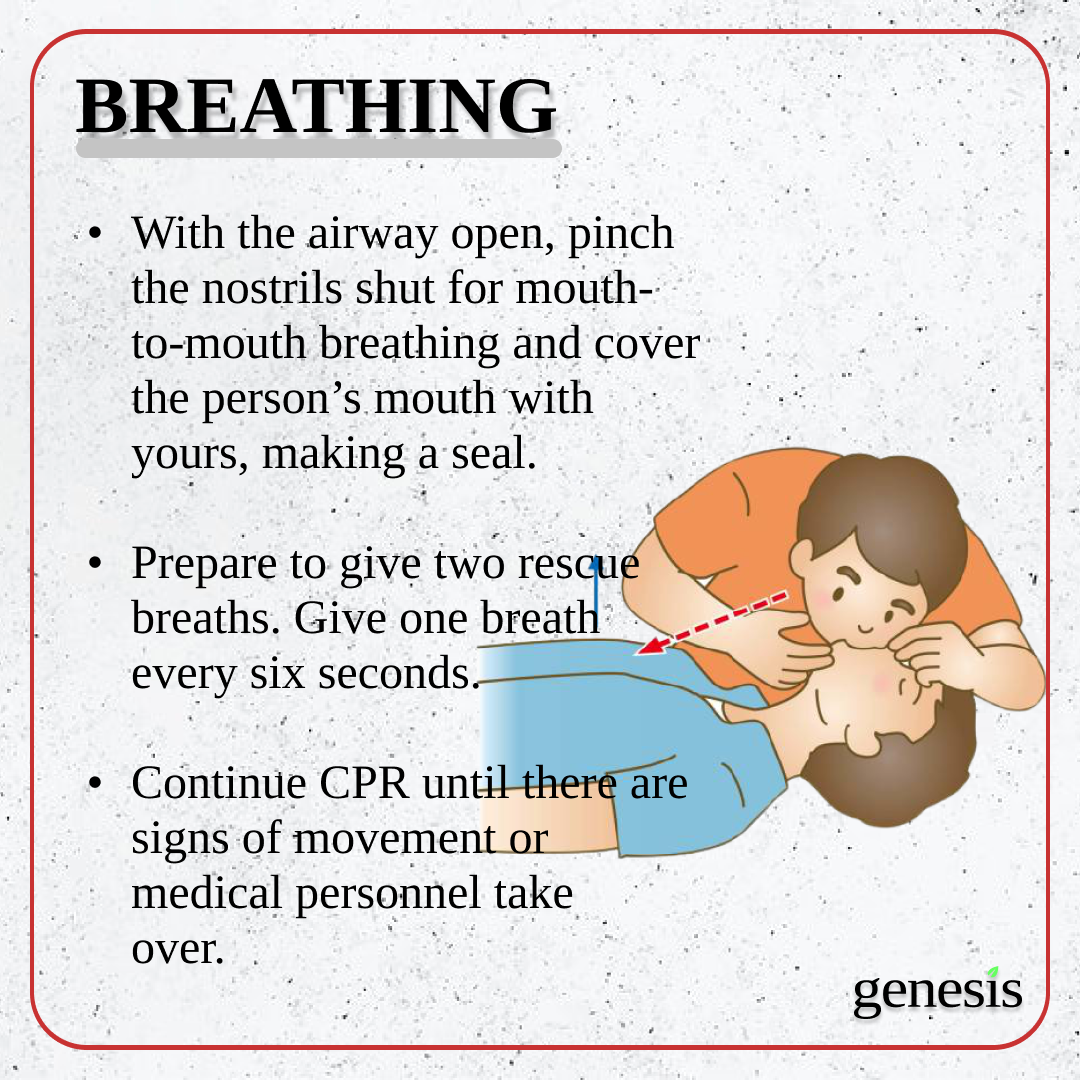 BREATHING
• With the airway open, pinch
the nostrils shut for mouth-
to-mouth breathing and cover
the person’s mouth with
yours, making a seal.
• Prepare to give two rescue
breaths. Give one breath
every six seconds.
• Continue CPR until there are
signs of movement or
medical personnel take
over.
genesis